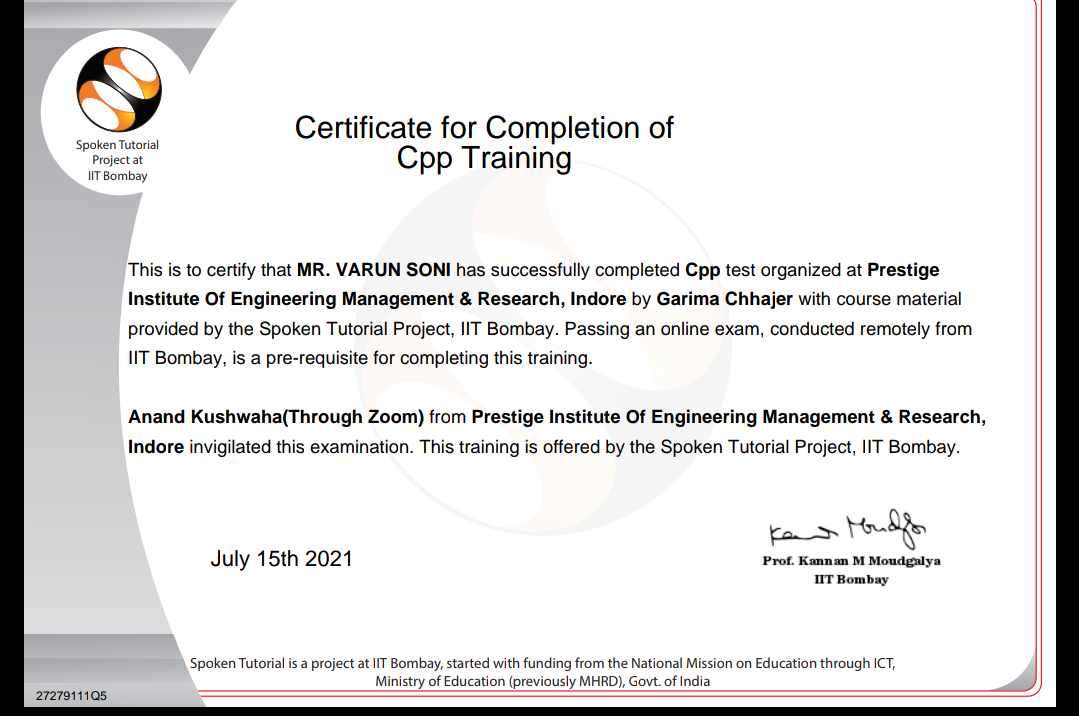 Spoken Tutorial
Project at
IIT Bombay
Certificate for Completion of
Cpp Training
This is to certify that MR. VARUN SONI has successfully completed Cpp test organized at Prestige
Institute Of Engineering Management & Research, Indore by Garima Chhajer with course material
provided by the Spoken Tutorial Project, IIT Bombay. Passing an online exam, conducted remotely from
IIT Bombay, is a pre-requisite for completing this training.
Anand Kushwaha(Through Zoom) from Prestige Institute Of Engineering Management & Research,
Indore invigilated this examination. This training is offered by the Spoken Tutorial Project, IIT Bombay.
July 15th 2021
Prof. Kannan M Moudgalya
IIT Bombay
Spoken Tutorial is a project at IIT Bombay, started with funding from the National Mission on Education through ICT,
Ministry of Education (previously MHRD), Govt. of India
27279111Q5